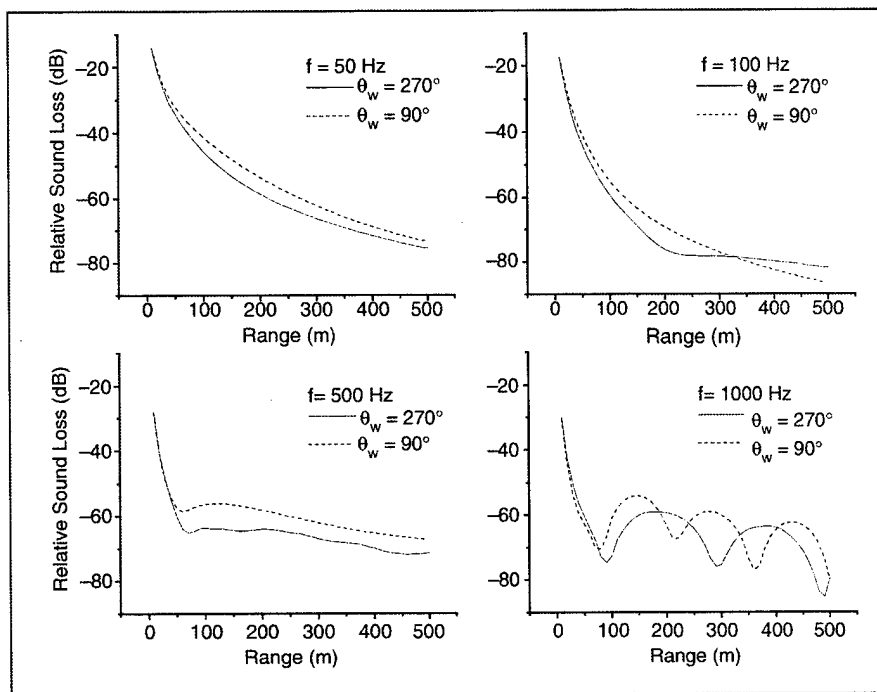 f = 50 Hz
θw = 270°
θw = 90°
−20
−40
−60
−80
Relative Sound Loss (dB)
0 100 200 300 400 500
Range (m)
f = 100 Hz
θw = 270°
θw = 90°
−20
−40
−60
−80
0 100 200 300 400 500
Range (m)
f= 500 Hz
θw = 270°
θw = 90°
−20
−40
−60
−80
Relative Sound Loss (dB)
0 100 200 300 400 500
Range (m)
f= 1000 Hz
θw = 270°
θw = 90°
−20
−40
−60
−80
0 100 200 300 400 500
Range (m)